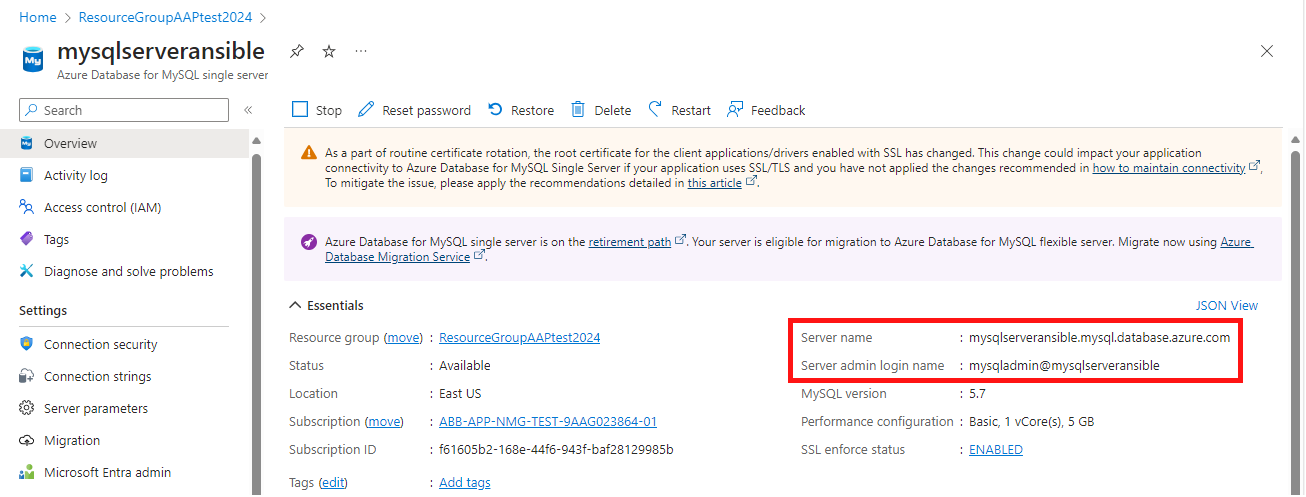 Home > ResourceGroupAAPtest2024 >
mysqlserveransible
Azure Database for MySQL single server
Search
«
Overview
Activity log
Access control (IAM)
Tags
Diagnose and solve problems
Settings
Connection security
Connection strings
Server parameters
Migration
Microsoft Entra admin
Stop
Reset password
Restore
Delete
Restart
Feedback
As a part of routine certificate rotation, the root certificate for the client applications/drivers enabled with SSL has changed. This change could impact your application
connectivity to Azure Database for MySQL Single Server if your application uses SSL/TLS and you have not applied the changes recommended in how to maintain connectivity,
To mitigate the issue, please apply the recommendations detailed in this article.
Azure Database for MySQL single server is on the retirement path. Your server is eligible for migration to Azure Database for MySQL flexible server. Migrate now using Azure
Database Migration Service.
Essentials
JSON View
Resource group (move) : ResourceGroupAAPtest2024
Status : Available
Location : East US
Subscription (move) : ABB-APP-NMG-TEST-9AAG023864-01
Subscription ID : f61605b2-168e-44f6-943f-baf28129985b
Tags (edit) : Add tags
Server name : mysqlserveransible.mysql.database.azure.com
Server admin login name : mysqladmin@mysqlserveransible
MySQL version : 5.7
Performance configuration : Basic, 1 vCore(s), 5 GB
SSL enforce status : ENABLED